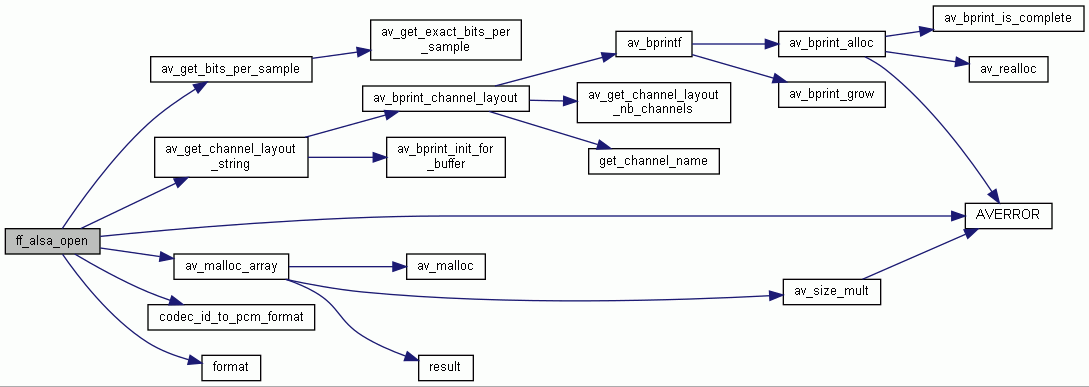 ff_alsa_open
av_get_bits_per_sample
av_get_exact_bits_per
_sample
av_get_channel_layout
_string
av_bprint_channel_layout
av_bprintf
av_bprint_alloc
av_bprint_is_complete
av_realloc
av_bprint_grow
av_get_channel_layout
_nb_channels
get_channel_name
av_bprint_init_for
_buffer
AVERROR
av_malloc_array
av_malloc
av_size_mult
result
codec_id_to_pcm_format
format